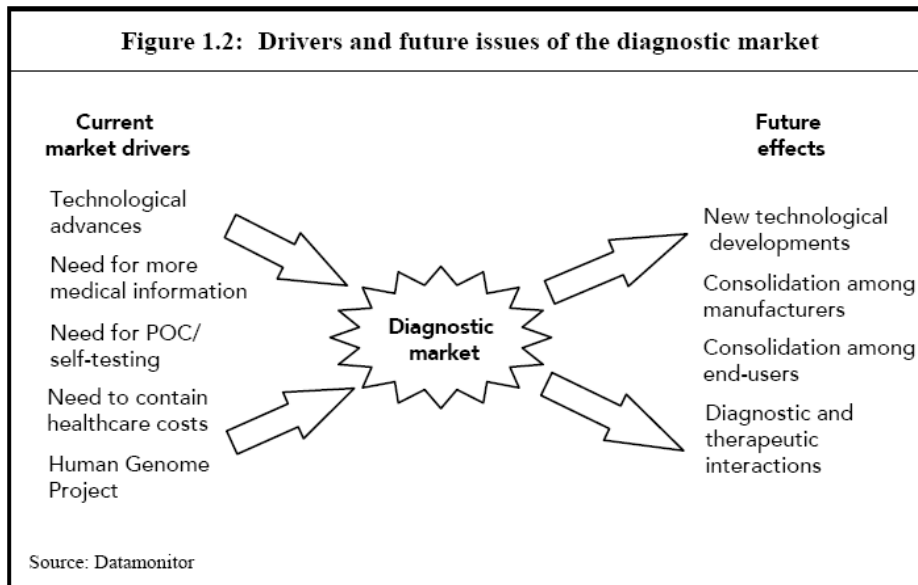 Figure 1.2: Drivers and future issues of the diagnostic market
Current
market drivers
Technological
advances
Need for more
medical information
Need for POC/
self-testing
Need to contain
healthcare costs
Human Genome
Project
Diagnostic
market
Future
effects
New technological
developments
Consolidation among
manufacturers
Consolidation among
end-users
Diagnostic and
therapeutic
interactions
Source: Datamonitor